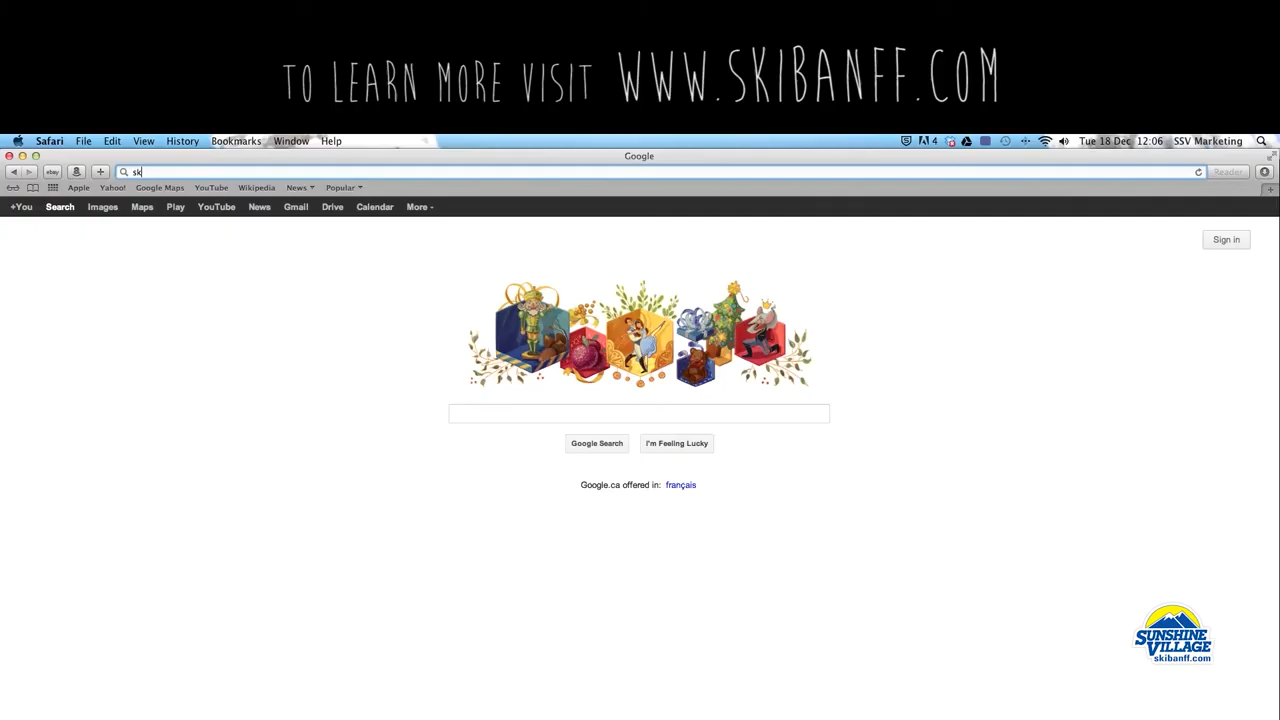 TO LEARN MORE VISIT WWW.SKIBANFF.COM
Safari File Edit View History Bookmarks Window Help 4 Tue 18 Dec 12:06 SSV Marketing
Google
ebay sk Reader
Apple Yahoo! Google Maps YouTube Wikipedia News Popular
+You Search Images Maps Play YouTube News Gmail Drive Calendar More
Sign in
Google Search I'm Feeling Lucky
Google.ca offered in: français
SUNSHINE
VILLAGE
skibanff.com